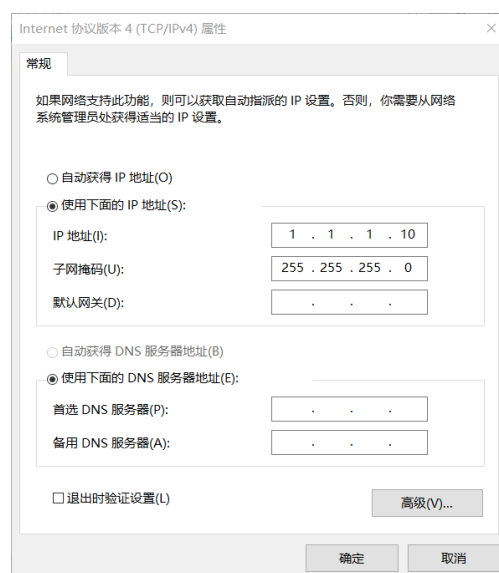 Internet 协议版本 4 (TCP/IPv4) 属性
常规
如果网络支持此功能，则可以获取自动指派的 IP 设置。否则，你需要从网络
系统管理员处获得适当的 IP 设置。
自动获得 IP 地址(O)
使用下面的 IP 地址(S):
IP 地址(I): 1 . 1 . 1 . 10
子网掩码(U): 255 . 255 . 255 . 0
默认网关(D): . . .
自动获得 DNS 服务器地址(B)
使用下面的 DNS 服务器地址(E):
首选 DNS 服务器(P): . . .
备用 DNS 服务器(A): . . .
退出时验证设置(L)
高级(V)...
确定 取消